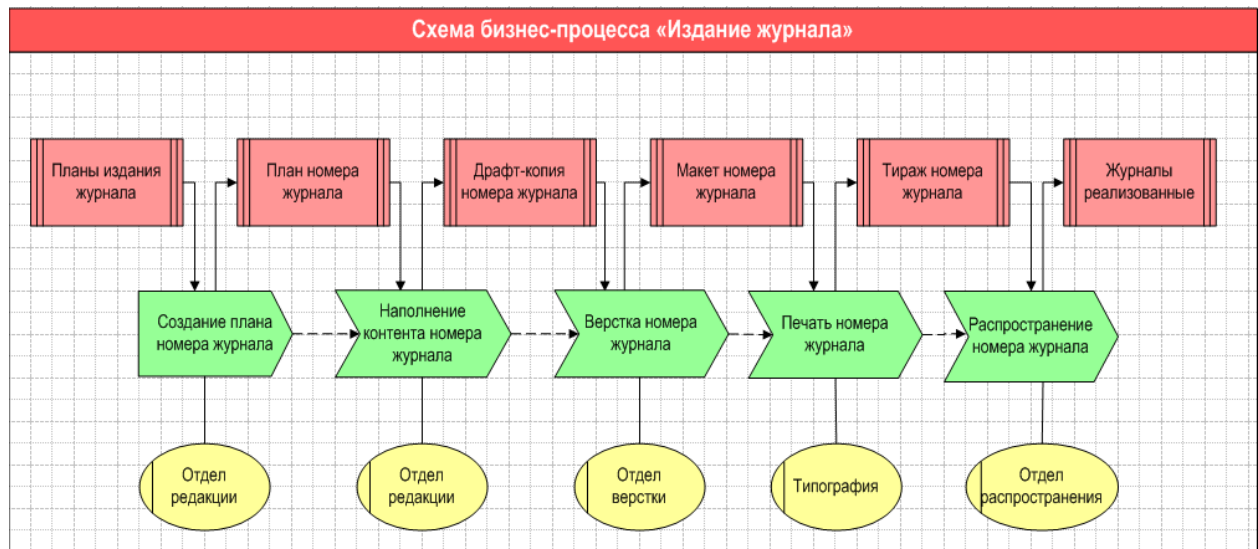 Схема бизнес-процесса «Издание журнала»
Планы издания
журнала
План номера
журнала
Драфт-копия
номера журнала
Макет номера
журнала
Тираж номера
журнала
Журналы
реализованные
Создание плана
номера журнала
Наполнение
контента номера
журнала
Верстка номера
журнала
Печать номера
журнала
Распространение
номера журнала
Отдел
редакции
Отдел
редакции
Отдел
верстки
Типография
Отдел
распространения